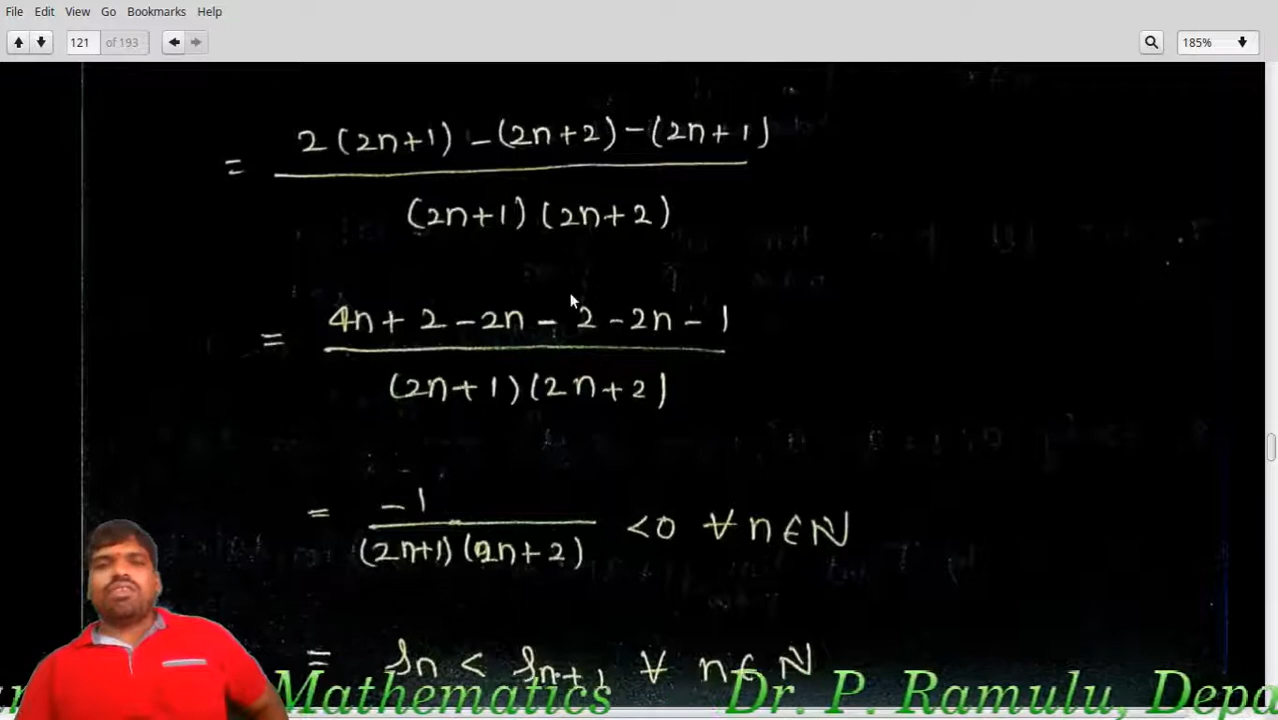 File Edit View Go Bookmarks Help
121 of 193 185%
2(2n+1) -(2n+2) -(2n+1)
= ───────────
(2n+1)(2n+2)
4n+2-2n-2-2n-1
= ───────────
(2n+1)(2n+2)
-1
= ─────────── <0 ∀ n∈N
(2n+1)(2n+2)
= Sn < Sn+1 ∀ n∈N
Mathematics Dr. P. Ramulu, Depa